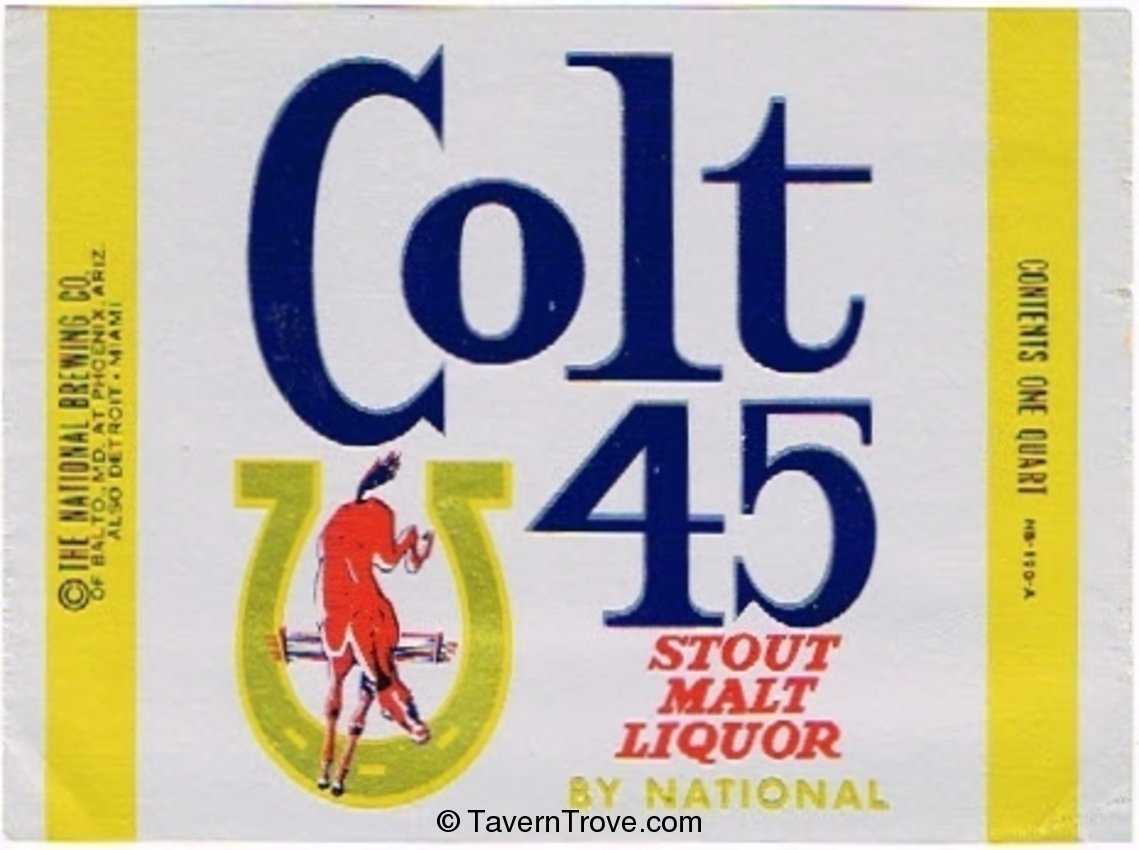 Colt
45
STOUT
MALT
LIQUOR
BY NATIONAL
© THE NATIONAL BREWING CO.
OF BALTO., MD. AT PHOENIX, ARIZ.
ALSO DETROIT • MIAMI
CONTENTS ONE QUART
© TavernTrove.com